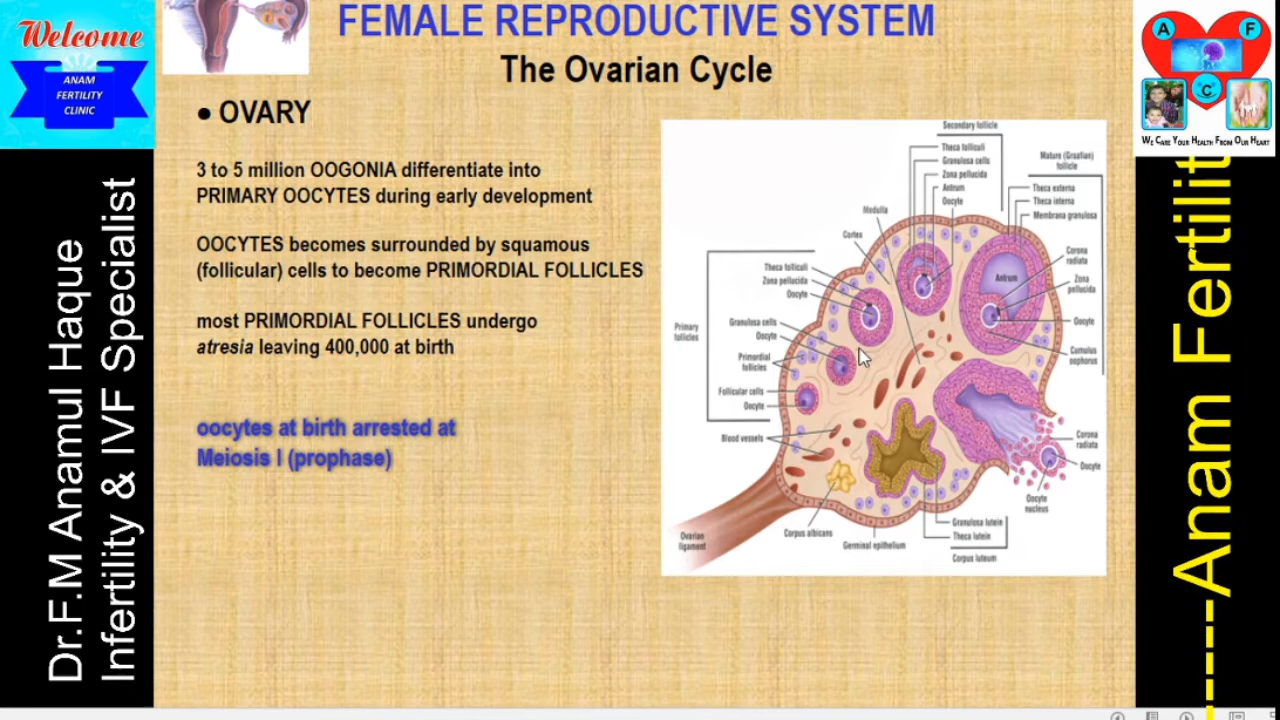 Welcome
ANAM
FERTILITY
CLINIC
Dr.F.M Anamul Haque
Infertility & IVF Specialist
FEMALE REPRODUCTIVE SYSTEM
The Ovarian Cycle
• OVARY
3 to 5 million OOGONIA differentiate into
PRIMARY OOCYTES during early development
OOCYTES becomes surrounded by squamous
(follicular) cells to become PRIMORDIAL FOLLICLES
most PRIMORDIAL FOLLICLES undergo
atresia leaving 400,000 at birth
oocytes at birth arrested at
Meiosis I (prophase)
Secondary follicle
Theca folliculi
Granulosa cells
Zona pellucida
Antrum
Oocyte
Medulla
Cortex
Mature (Graafian)
follicle
Theca externa
Theca interna
Membrana granulosa
Corona
radiata
Antrum
Zona
pellucida
Oocyte
Cumulus
oophorus
Theca folliculi
Zona pellucida
Oocyte
Primary
follicles
Granulosa cells
Oocyte
Primordial
follicles
Follicular cells
Oocyte
Blood vessels
Corona
radiata
Oocyte
Oocyte
nucleus
Ovarian
ligament
Corpus albicans
Germinal epithelium
Granulosa lutein
Theca lutein
Corpus luteum
A
F
C
WE CARE YOUR HEALTH FROM OUR HEART
-----Anam Fertilit